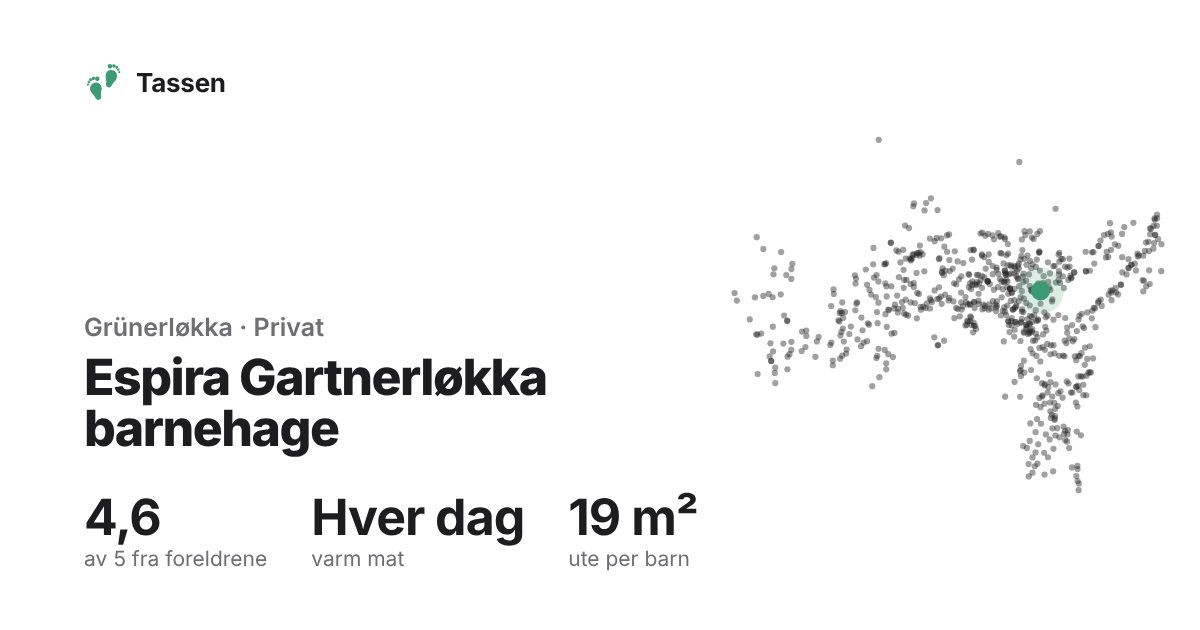 Tassen
Grünerløkka · Privat
Espira Gartnerløkka
barnehage
4,6
av 5 fra foreldrene
Hver dag
varm mat
19 m²
ute per barn